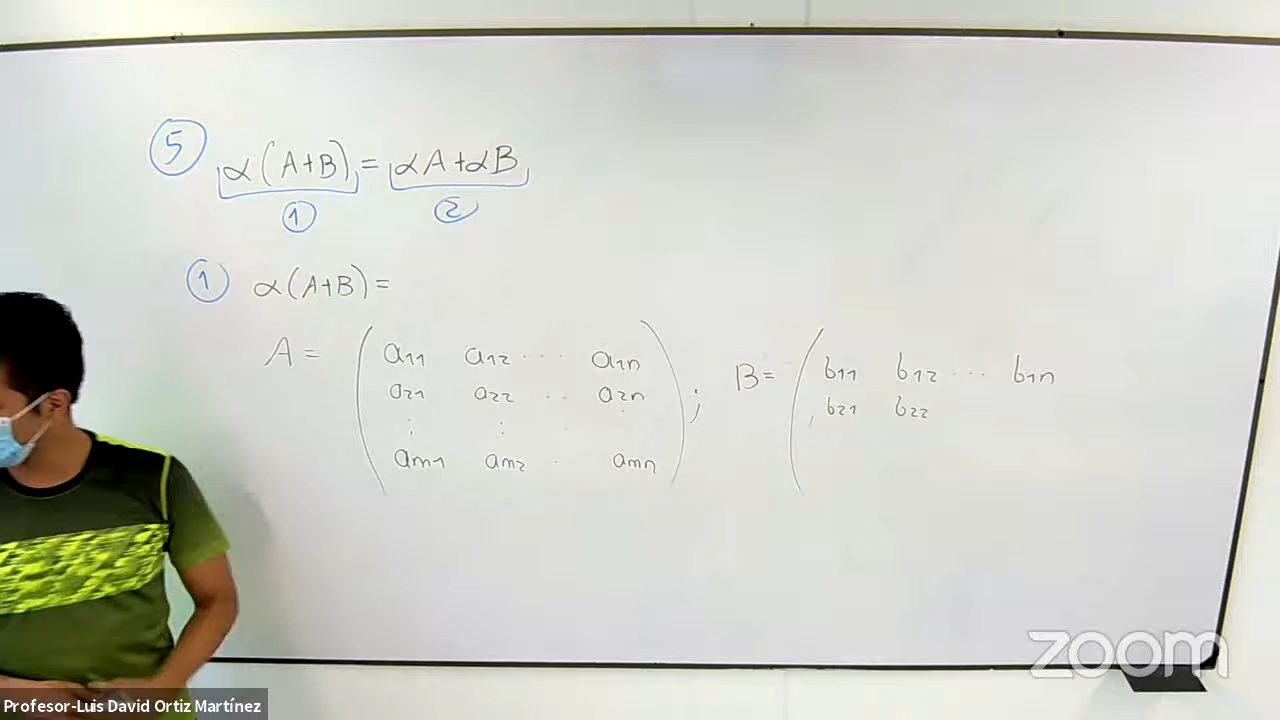 5 α(A+B) = αA+αB
1 2
1 α(A+B) =
A = ( a11 a12 ... a1n ; B = ( b11 b12 ... b1n
a21 a22 .. a2n b21 b22
: : . :
am1 am2 . amn )
zoom
Profesor-Luis David Ortiz Martínez